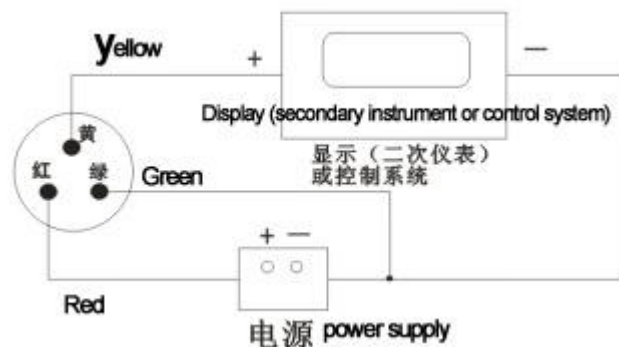 Yellow
+
—
黄
Display (secondary instrument or control system)
显示（二次仪表）
或控制系统
红
绿
Green
+ —
Red
电源 power supply